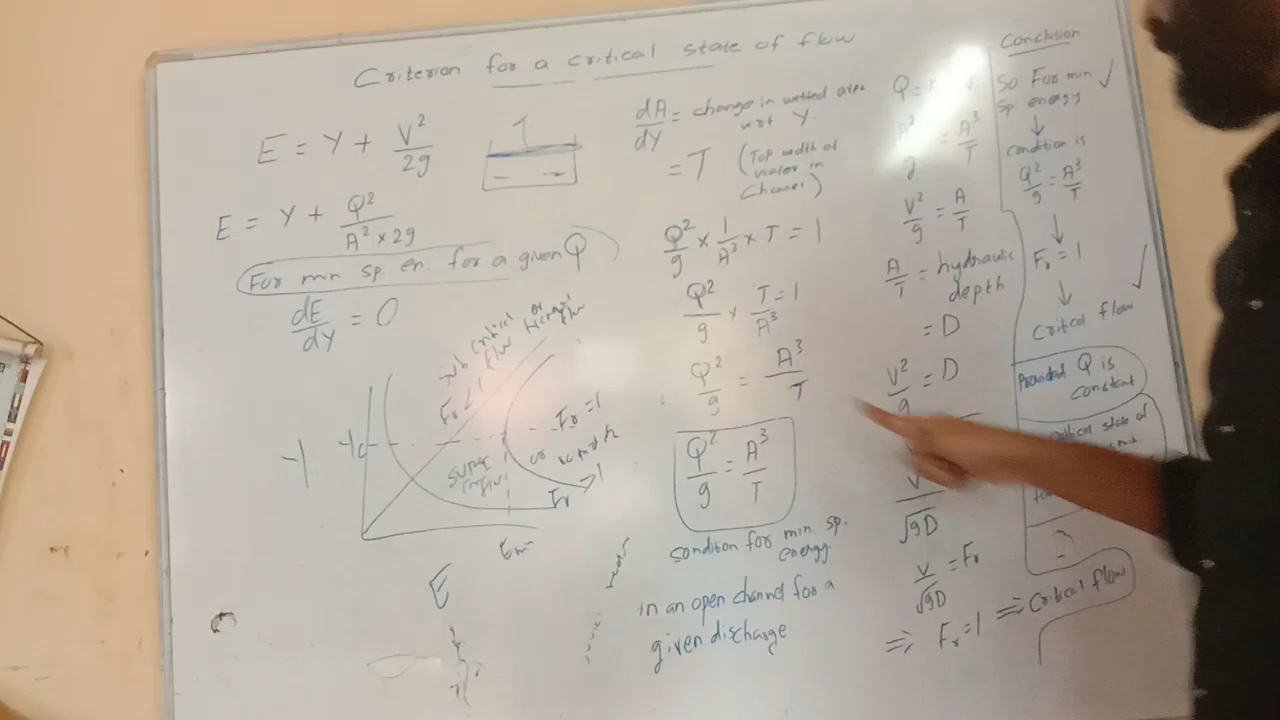 Criterion for a critical state of flow
E = Y + V²/2g
E = Y + Q²/A² × 2g
For min sp. en. for a given Q
dE/dy = 0
Sub critical or
flow
Fr < 1
Fr = 1
or
Fr > 1
Yc
Y
E
dA/dy = change in wetted area
wrt Y
= T (Top width of
water in
channel)
Q²/g × 1/A³ × T = 1
Q²/g × T/A³ = 1
Q²/g = A³/T
Q²/g = A³/T
condition for min. sp.
energy
in an open channel for a
given discharge
Q =
= A³/T
V²/g = A/T
A/T = hydraulic
depth
= D
V²/g = D
V/√gD
V/√gD = Fr
⇒ Fr = 1 ⇒ Critical flow
Conclusion
So For min
sp. energy
↓
condition is
Q²/g = A³/T
↓
Fr = 1
↓
Critical flow
Provided Q is
constant
state of